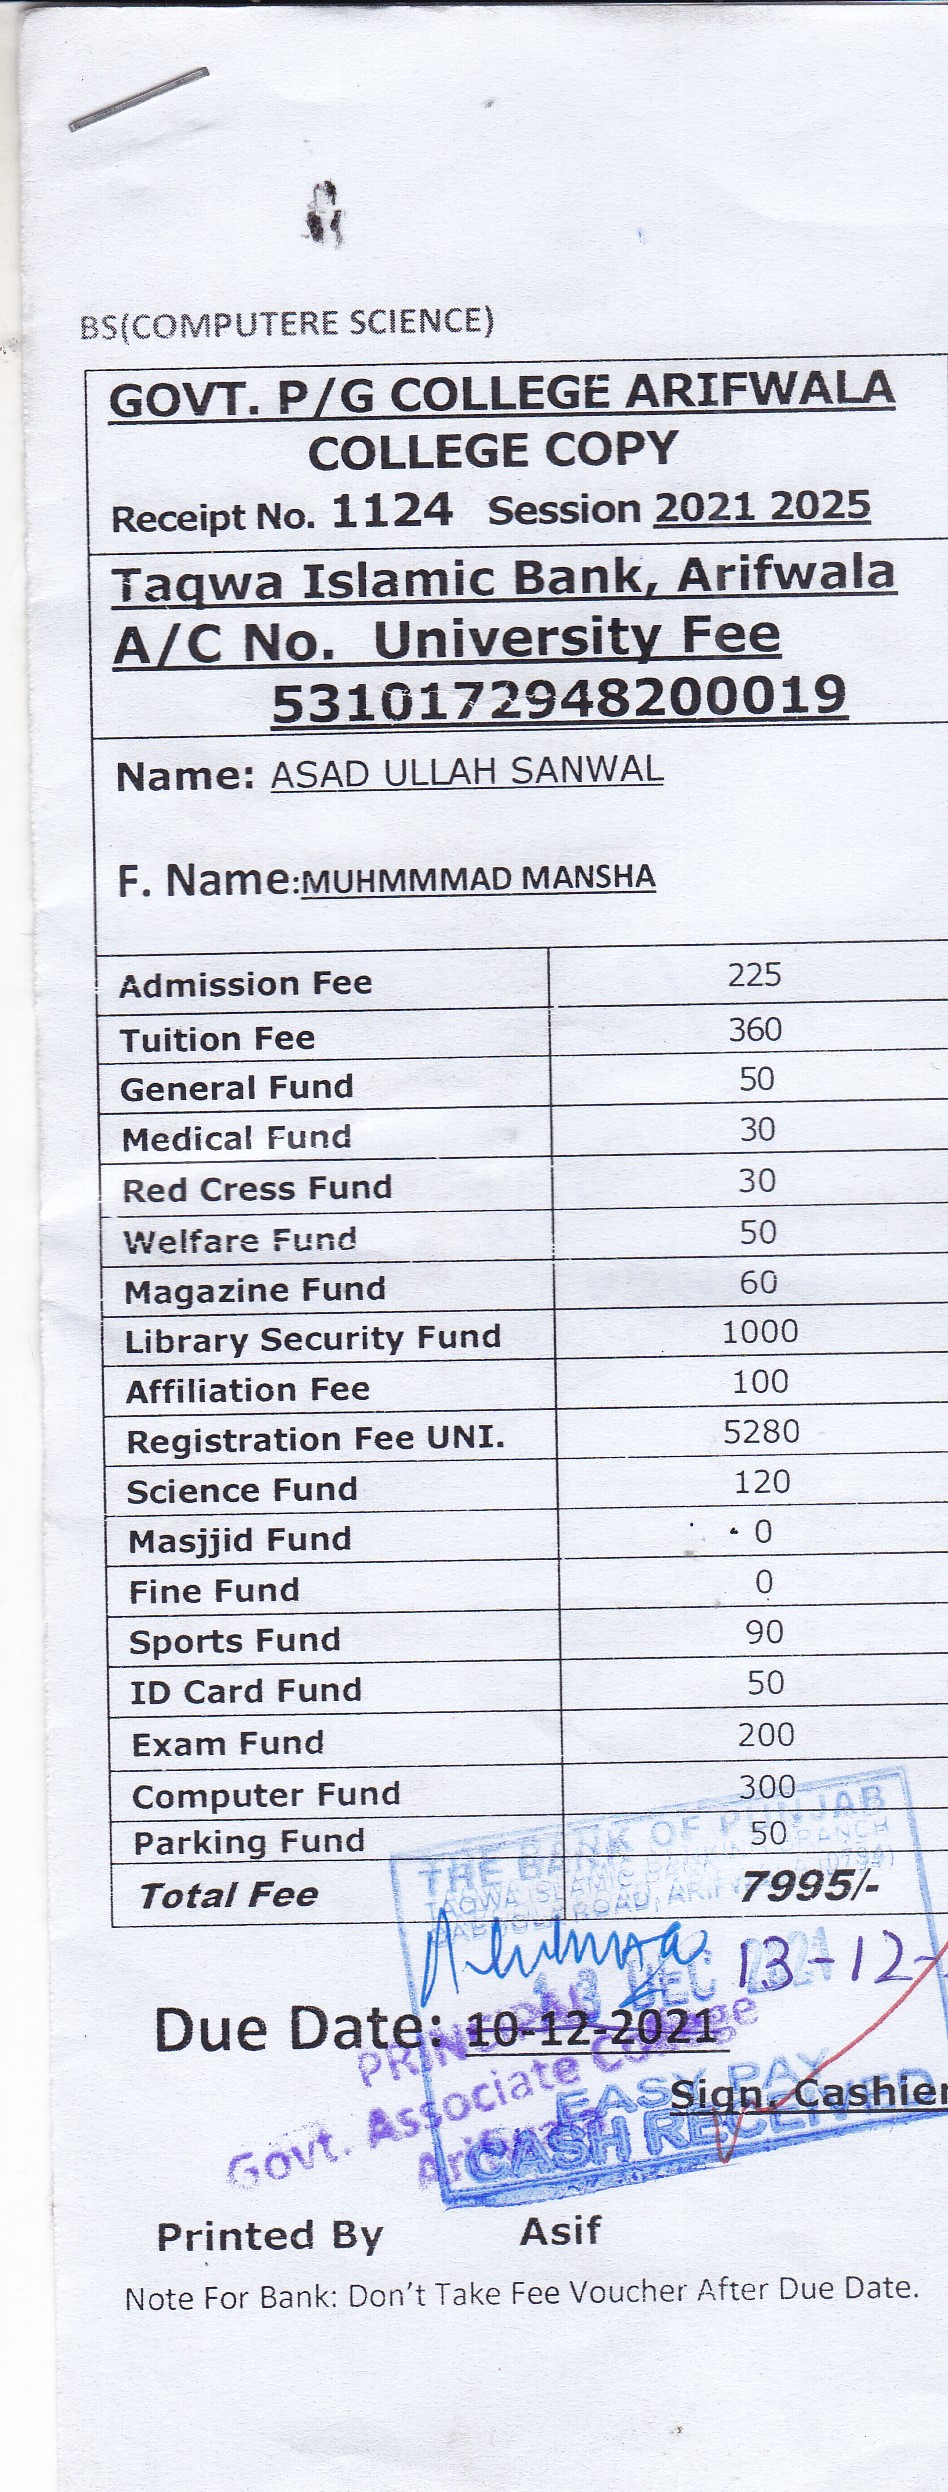 BS(COMPUTERE SCIENCE)
GOVT. P/G COLLEGE ARIFWALA
COLLEGE COPY
Receipt No. 1124 Session 2021 2025
Taqwa Islamic Bank, Arifwala
A/C No. University Fee
5310172948200019
Name: ASAD ULLAH SANWAL
F. Name:MUHMMMAD MANSHA
Admission Fee 225
Tuition Fee 360
General Fund 50
Medical Fund 30
Red Cress Fund 30
Welfare Fund 50
Magazine Fund 60
Library Security Fund 1000
Affiliation Fee 100
Registration Fee UNI. 5280
Science Fund 120
Masjjid Fund 0
Fine Fund 0
Sports Fund 90
ID Card Fund 50
Exam Fund 200
Computer Fund 300
Parking Fund 50
Total Fee 7995/-
THE BANK OF PUNJAB
TAQWA ISLAMIC BANKING BRANCH
ROAD, (0794)
13 DEC 2021
13-12-
Due Date: 10-12-2021
PRINCIPAL
Govt. Associate College
Arifwala
Sign. Cashier
EASY PAY
CASH RECEIVED
Printed By Asif
Note For Bank: Don't Take Fee Voucher After Due Date.